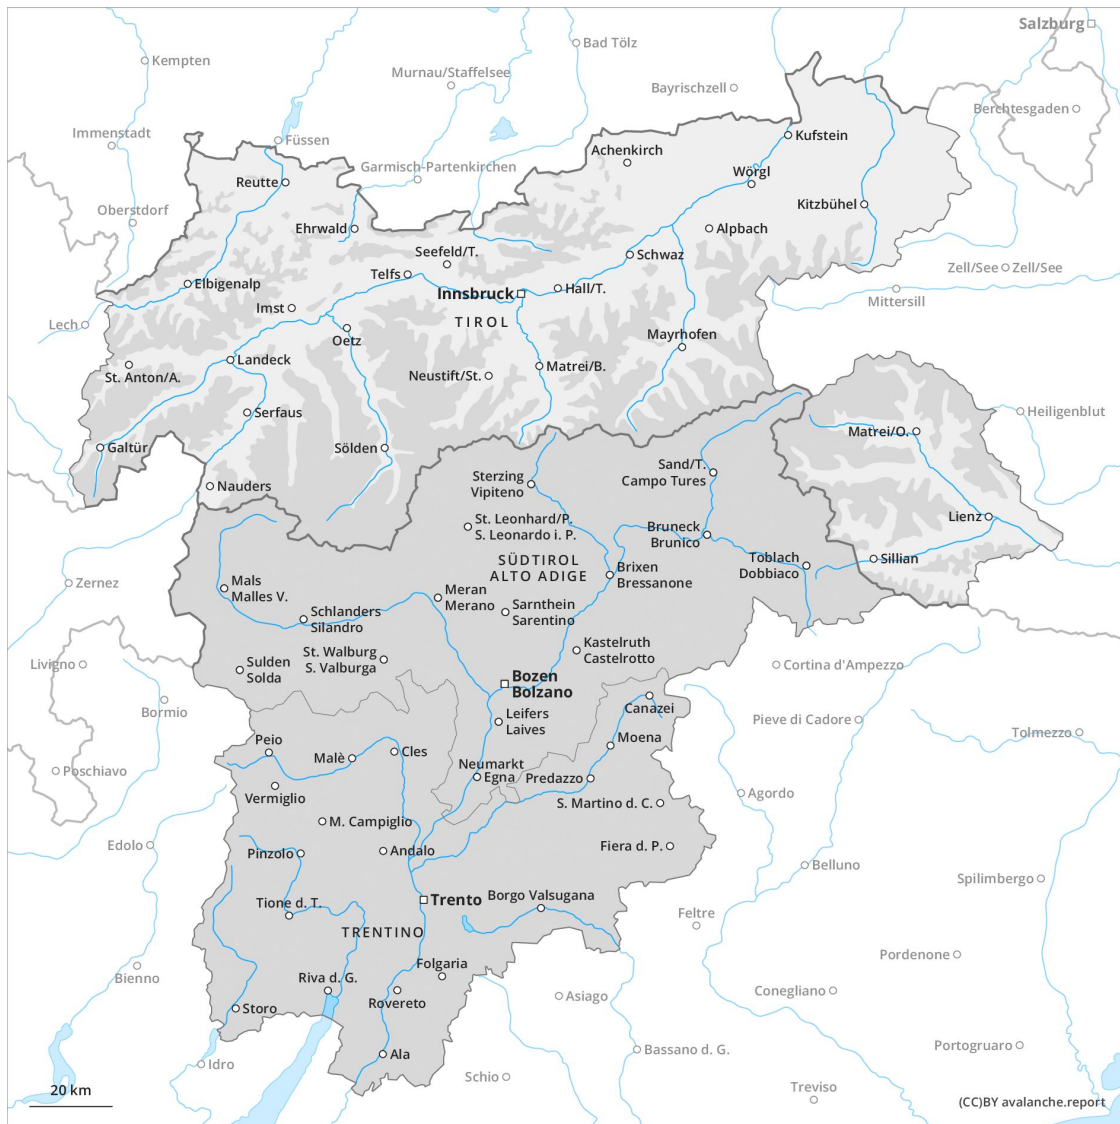 Salzburg
Bad Tölz
Kempten
Murnau/Staffelsee
Bayrischzell
Berchtesgaden
Immenstadt
Füssen
Kufstein
Achenkirch
Garmisch-Partenkirchen
Wörgl
Reutte
Kitzbühel
Oberstdorf
Ehrwald
Alpbach
Seefeld/T.
Schwaz
Telfs
Zell/See
Zell/See
Elbigenalp
Innsbruck
Hall/T.
Mittersill
Imst
TIROL
Lech
Oetz
Mayrhofen
Landeck
Matrei/B.
St. Anton/A.
Neustift/St.
Serfaus
Heiligenblut
Matrei/O.
Galtür
Sölden
Sand/T.
Campo Tures
Sterzing
Vipiteno
Nauders
Lienz
St. Leonhard/P.
S. Leonardo i. P.
Bruneck
Brunico
SÜDTIROL
ALTO ADIGE
Toblach
Dobbiaco
Sillian
Brixen
Bressanone
Zernez
Mals
Malles V.
Meran
Merano
Schlanders
Silandro
Sarnthein
Sarentino
St. Walburg
S. Valburga
Kastelruth
Castelrotto
Livigno
Sulden
Solda
Cortina d'Ampezzo
Bozen
Bolzano
Canazei
Bormio
Leifers
Laives
Pieve di Cadore
Tolmezzo
Peio
Malè
Cles
Moena
Poschiavo
Neumarkt
Egna
Predazzo
Vermiglio
S. Martino d. C.
Agordo
M. Campiglio
Edolo
Pinzolo
Andalo
Fiera d. P.
Belluno
Spilimbergo
Tione d. T.
Trento
Borgo Valsugana
Feltre
TRENTINO
Pordenone
Bienno
Folgaria
Riva d. G.
Rovereto
Asiago
Conegliano
Storo
Ala
Bassano d. G.
Portogruaro
Idro
Schio
Treviso
20 km
(CC)BY avalanche.report